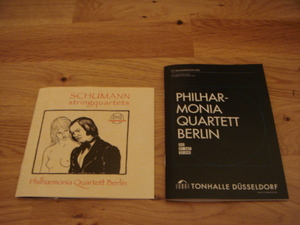 SCHUMANN
stringquartets
Philharmonia Quartett Berlin
PHILHAR-
MONIA
QUARTETT
BERLIN
TONHALLE DÜSSELDORF